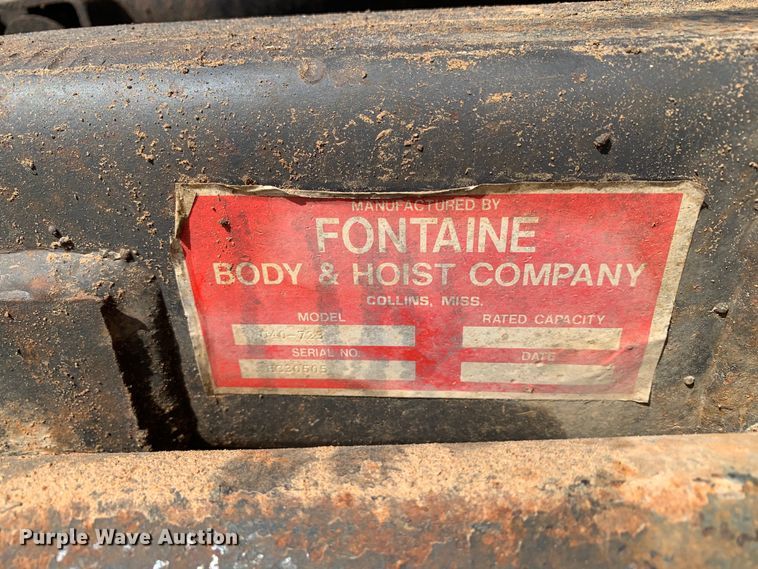 MANUFACTURED BY
FONTAINE
BODY & HOIST COMPANY
COLLINS, MISS.
MODEL
RATED CAPACITY
SERIAL NO.
DATE
Purple Wave Auction